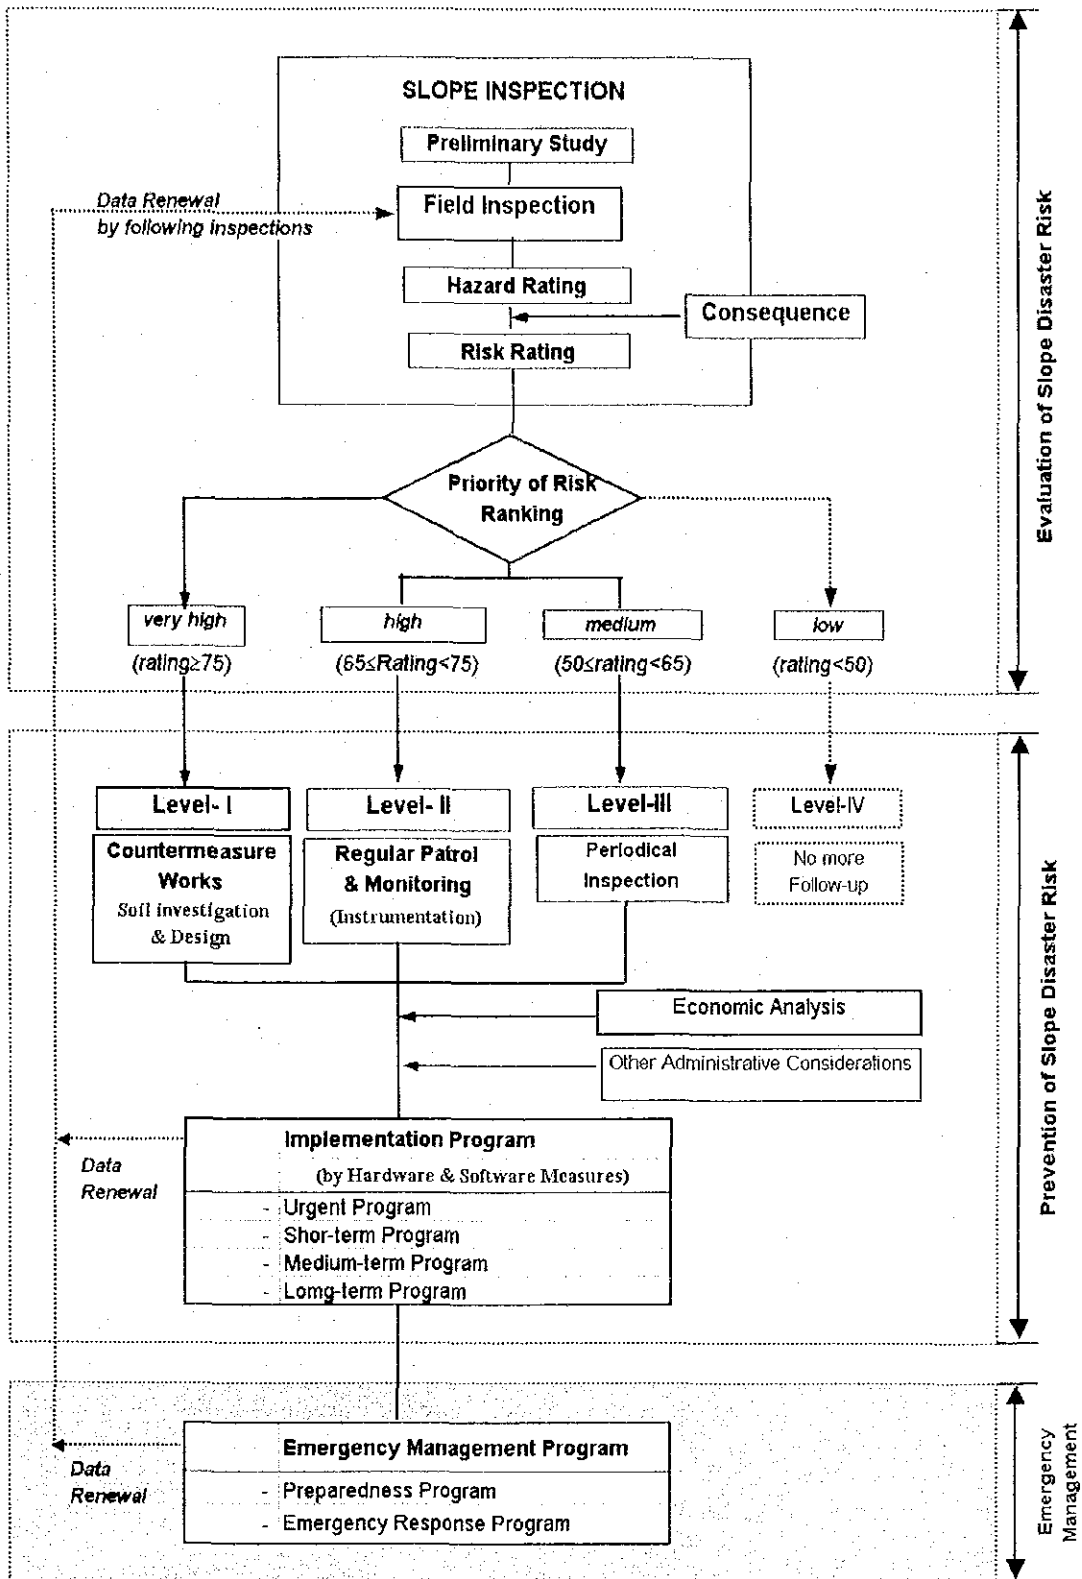 SLOPE INSPECTION
Preliminary Study
Data Renewal
by following Inspections
Field Inspection
Hazard Rating
Consequence
Risk Rating
Evaluation of Slope Disaster Risk
Priority of Risk
Ranking
very high
high
medium
low
(rating≥75)
(65≤Rating<75)
(50≤rating<65)
(rating<50)
Level- I
Level- II
Level-III
Level-IV
Countermeasure
Works
Soil investigation
& Design
Regular Patrol
& Monitoring
(Instrumentation)
Periodical
Inspection
No more
Follow-up
Economic Analysis
Other Administrative Considerations
Prevention of Slope Disaster Risk
Implementation Program
(by Hardware & Software Measures)
- Urgent Program
- Shor-term Program
- Medium-term Program
- Lomg-term Program
Data
Renewal
Emergency Management Program
- Preparedness Program
- Emergency Response Program
Data
Renewal
Emergency
Management